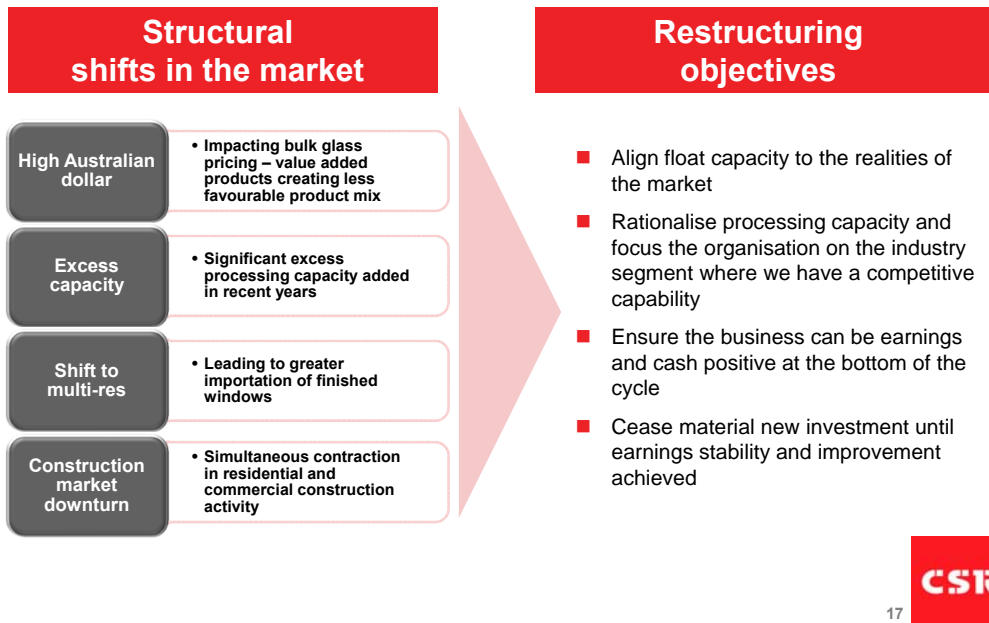 Structural
shifts in the market
High Australian
dollar
• Impacting bulk glass
pricing – value added
products creating less
favourable product mix
Excess
capacity
• Significant excess
processing capacity added
in recent years
Shift to
multi-res
• Leading to greater
importation of finished
windows
Construction
market
downturn
• Simultaneous contraction
in residential and
commercial construction
activity
Restructuring
objectives
Align float capacity to the realities of
the market
Rationalise processing capacity and
focus the organisation on the industry
segment where we have a competitive
capability
Ensure the business can be earnings
and cash positive at the bottom of the
cycle
Cease material new investment until
earnings stability and improvement
achieved
CSR
17